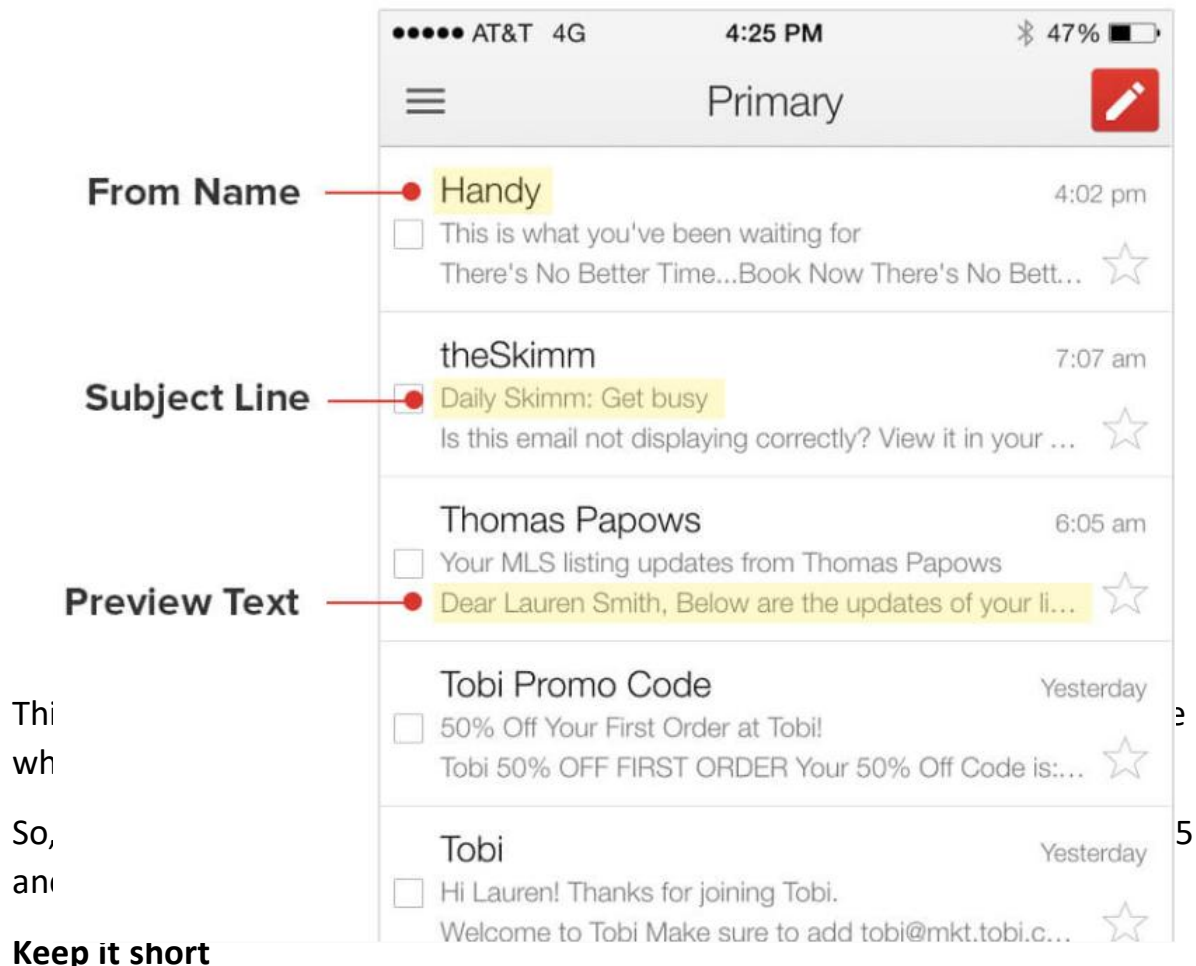 AT&T 4G 4:25 PM 47%
Primary
From Name
Handy 4:02 pm
This is what you've been waiting for
There's No Better Time...Book Now There's No Bett...
theSkimm 7:07 am
Subject Line
Daily Skimm: Get busy
Is this email not displaying correctly? View it in your ...
Thomas Papows 6:05 am
Your MLS listing updates from Thomas Papows
Preview Text
Dear Lauren Smith, Below are the updates of your li...
Tobi Promo Code Yesterday
50% Off Your First Order at Tobi!
Tobi 50% OFF FIRST ORDER Your 50% Off Code is:...
So, 5
Tobi Yesterday
Hi Lauren! Thanks for joining Tobi.
Welcome to Tobi Make sure to add tobi@mkt.tobi.c...
Keep it short